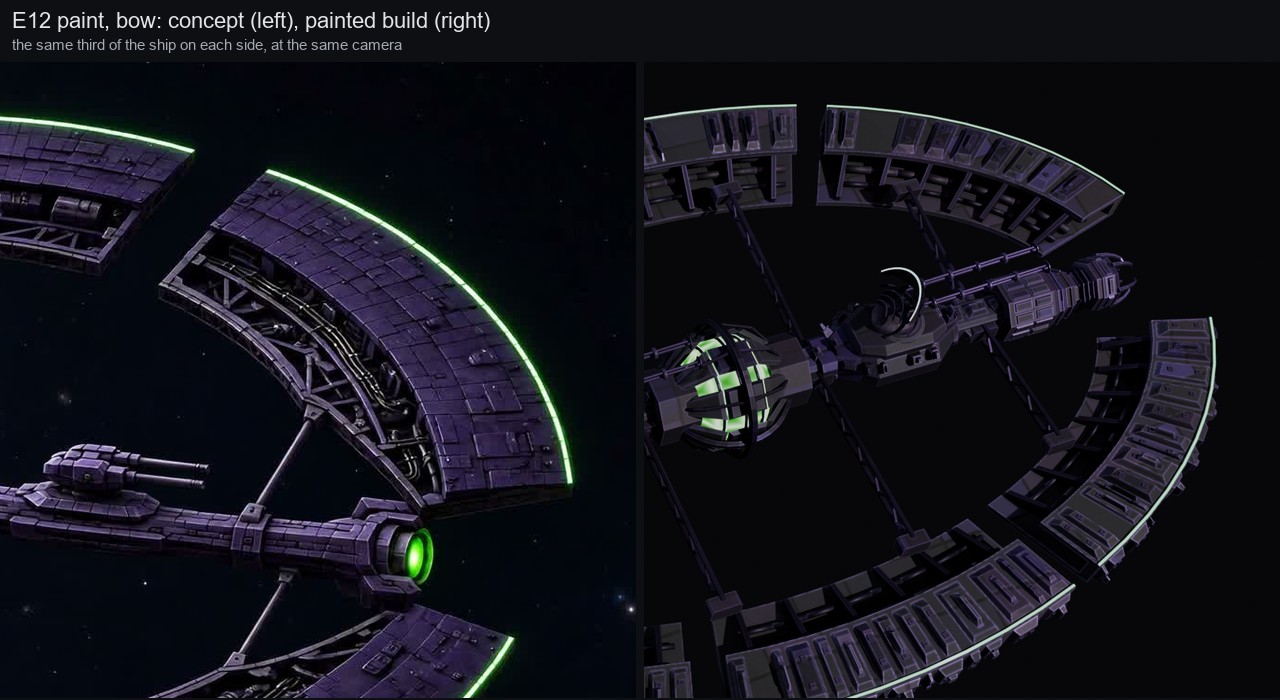 E12 paint, bow: concept (left), painted build (right)
the same third of the ship on each side, at the same camera